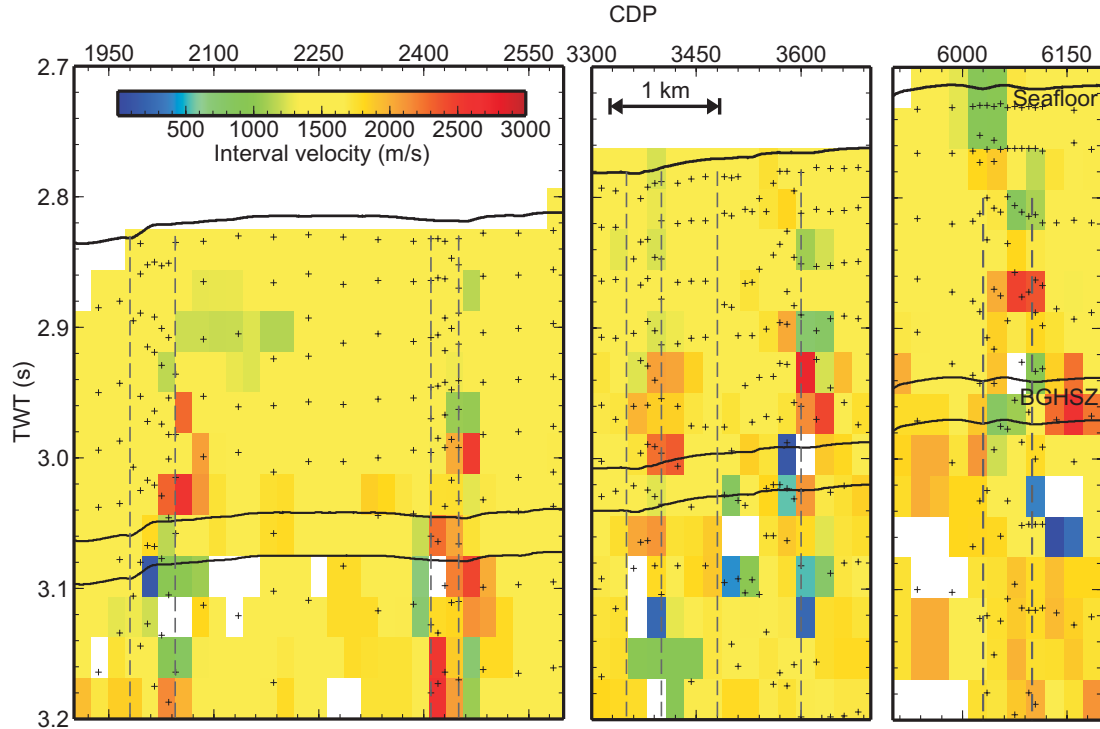 CDP
1950 2100 2250 2400 2550 3300 3450 3600 6000 6150
2.7
1 km
Seafloor
500 1000 1500 2000 2500 3000
Interval velocity (m/s)
2.8
2.9
TWT (s)
BGHSZ
3.0
3.1
3.2